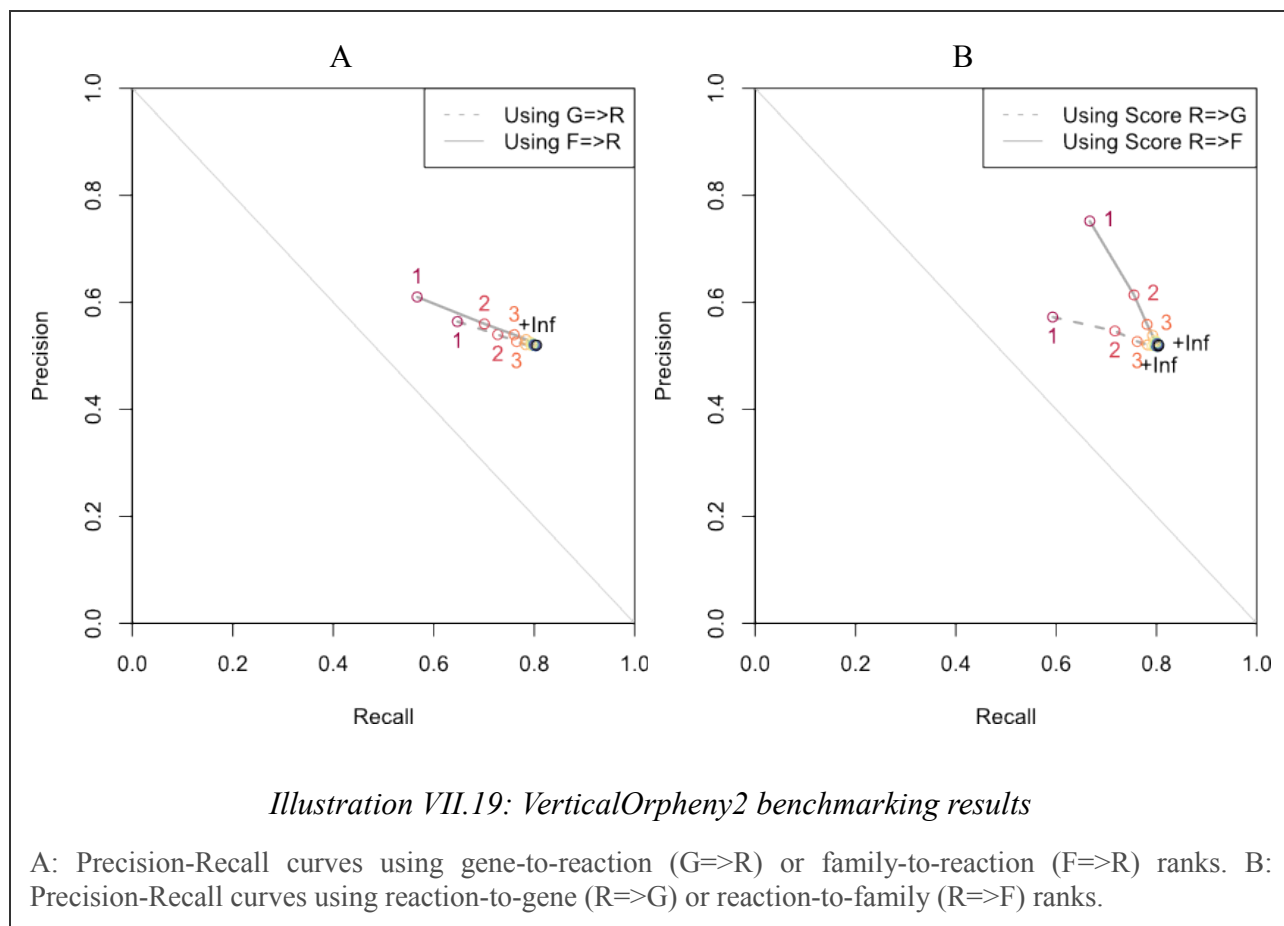 A
1.0
0.8
0.6
0.4
0.2
0.0
Precision
Using G=>R
Using F=>R
1
2
3
+Inf
1
2
3
0.0 0.2 0.4 0.6 0.8 1.0
Recall
B
1.0
0.8
0.6
0.4
0.2
0.0
Precision
Using Score R=>G
Using Score R=>F
1
2
3
+Inf
1
2
3
+Inf
0.0 0.2 0.4 0.6 0.8 1.0
Recall
Illustration VII.19: VerticalOrpheny2 benchmarking results
A: Precision-Recall curves using gene-to-reaction (G=>R) or family-to-reaction (F=>R) ranks. B:
Precision-Recall curves using reaction-to-gene (R=>G) or reaction-to-family (R=>F) ranks.